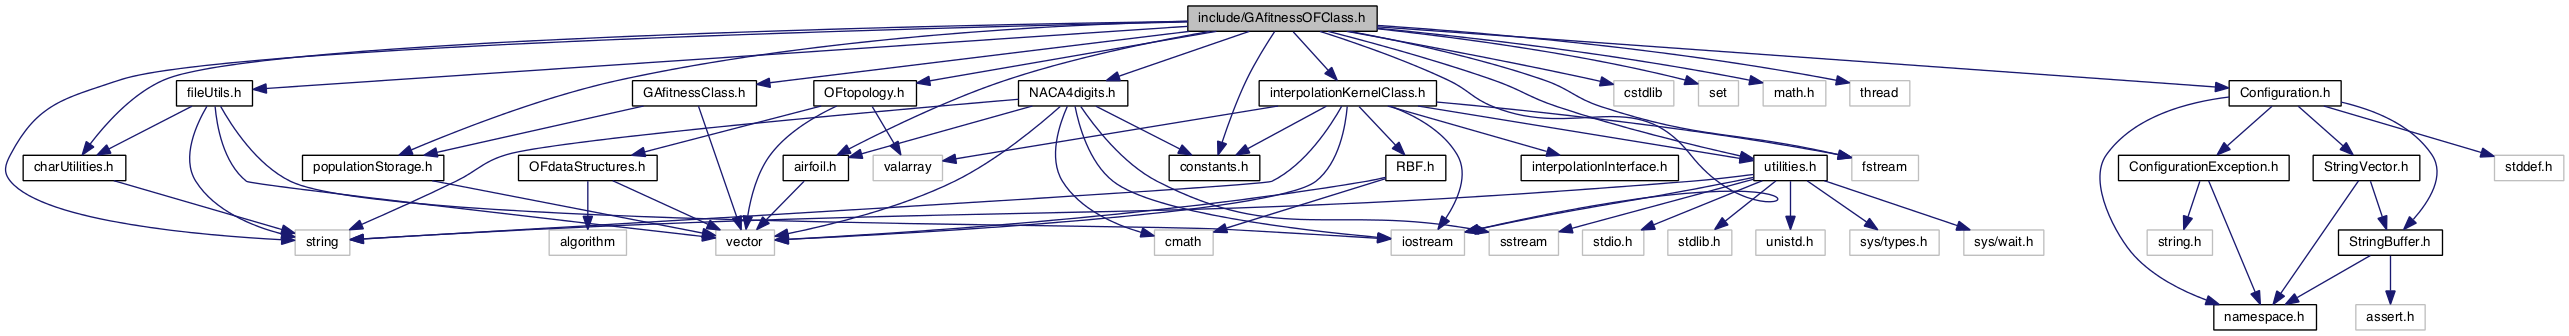 include/GAfitnessOFClass.h
fileUtils.h
GAfitnessClass.h
OFtopology.h
NACA4digits.h
interpolationKernelClass.h
cstdlib
set
math.h
thread
Configuration.h
charUtilities.h
populationStorage.h
OFdataStructures.h
airfoil.h
valarray
constants.h
RBF.h
interpolationInterface.h
utilities.h
fstream
ConfigurationException.h
StringVector.h
stddef.h
string
algorithm
vector
cmath
iostream
sstream
stdio.h
stdlib.h
unistd.h
sys/types.h
sys/wait.h
string.h
StringBuffer.h
namespace.h
assert.h